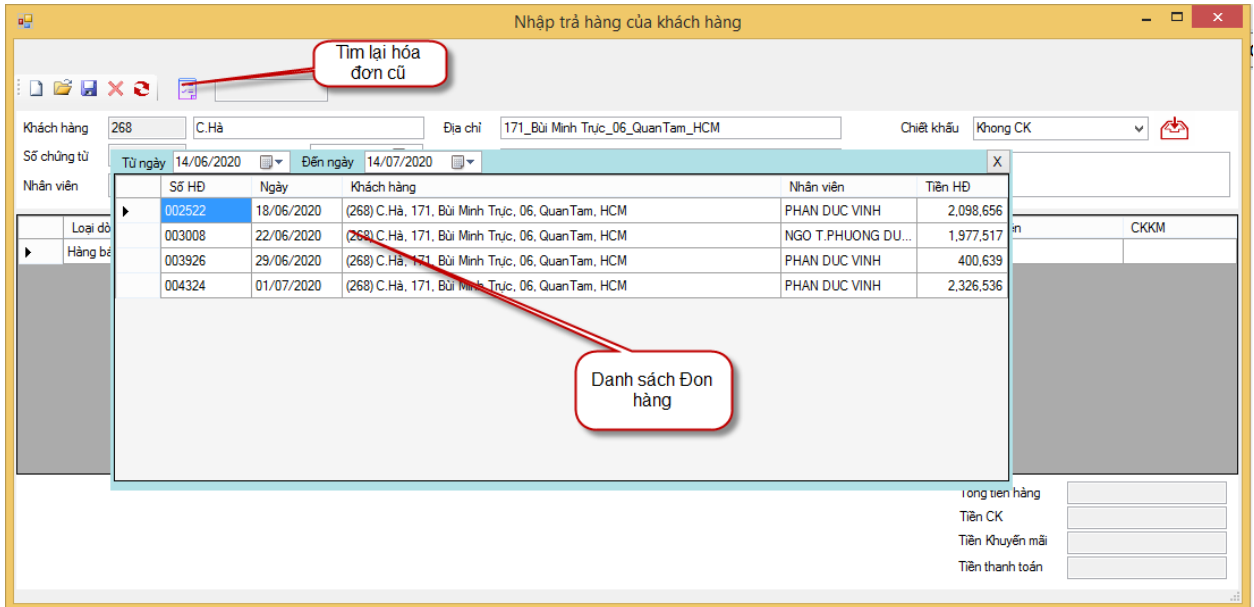 Nhập trả hàng của khách hàng
Tìm lại hóa
đơn cũ
Khách hàng 268 C.Hà Địa chỉ 171_Bùi Minh Trực_06_QuanTam_HCM Chiết khấu Khong CK
Số chứng từ
Nhân viên
Từ ngày 14/06/2020 Đến ngày 14/07/2020 X
Số HĐ Ngày Khách hàng Nhân viên Tiền HĐ
002522 18/06/2020 (268) C.Hà, 171, Bùi Minh Trực, 06, QuanTam, HCM PHAN DUC VINH 2,098,656
003008 22/06/2020 (268) C.Hà, 171, Bùi Minh Trực, 06, QuanTam, HCM NGO T.PHUONG DU... 1,977,517
003926 29/06/2020 (268) C.Hà, 171, Bùi Minh Trực, 06, QuanTam, HCM PHAN DUC VINH 400,639
004324 01/07/2020 (268) C.Hà, 171, Bùi Minh Trực, 06, QuanTam, HCM PHAN DUC VINH 2,326,536
Loại dò CKKM
Hàng bá
Danh sách Đon
hàng
Tổng tiền hàng
Tiền CK
Tiền Khuyến mãi
Tiền thanh toán